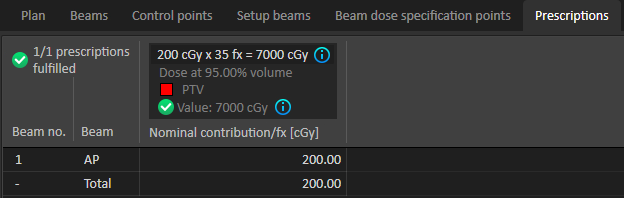 Plan Beams Control points Setup beams Beam dose specification points Prescriptions
1/1 prescriptions
fulfilled
200 cGy x 35 fx = 7000 cGy
Dose at 95.00% volume
PTV
Value: 7000 cGy
Beam no. Beam Nominal contribution/fx [cGy]
1 AP 200.00
- Total 200.00